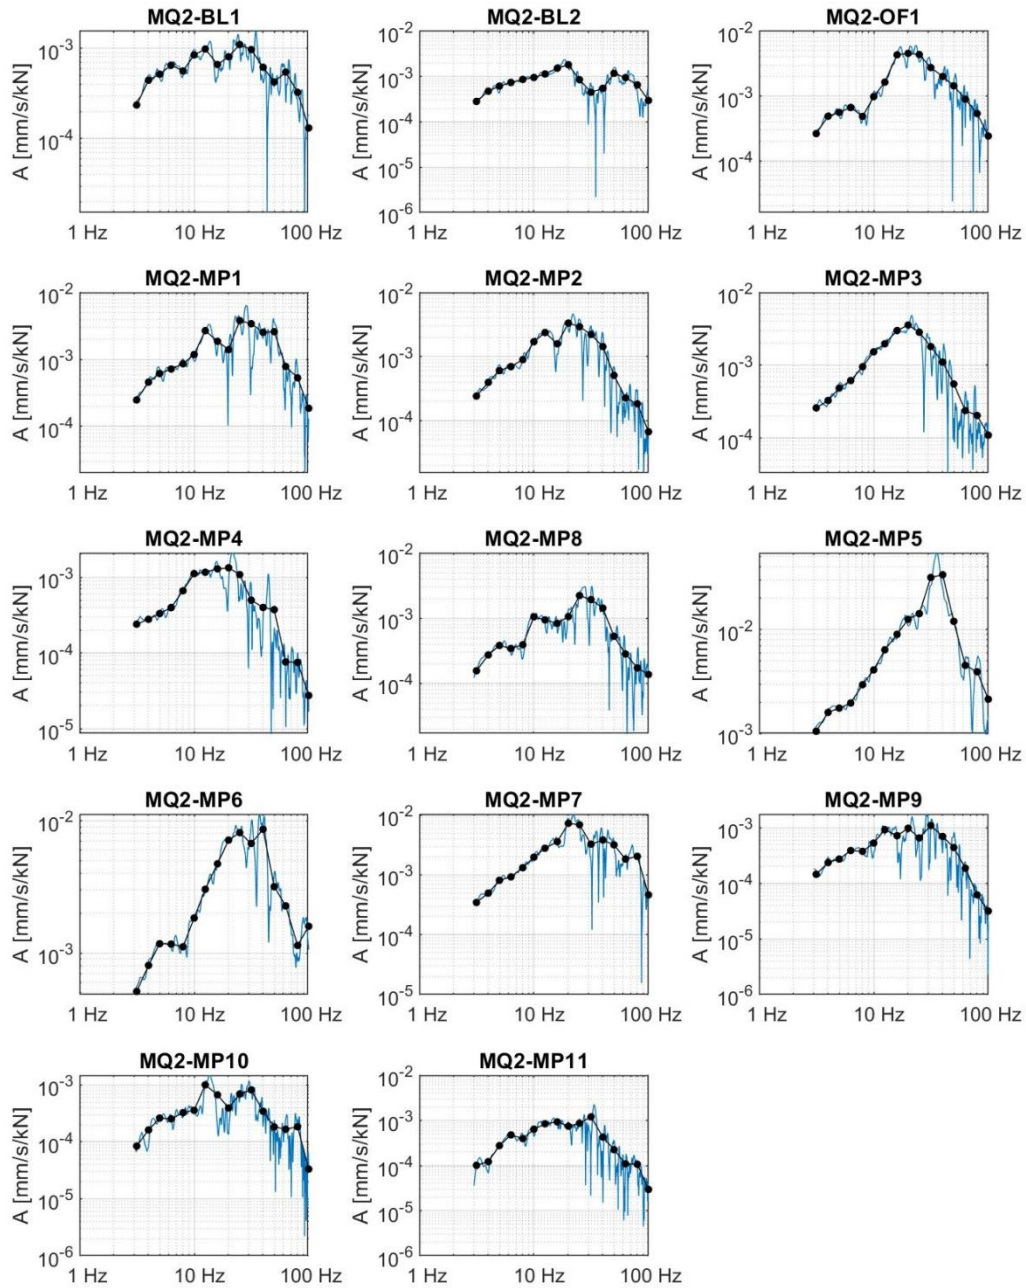 MQ2-BL1 MQ2-BL2 MQ2-OF1
A [mm/s/kN] 10-3 10-4
A [mm/s/kN] 10-2 10-3 10-4 10-5 10-6
A [mm/s/kN] 10-2 10-3 10-4
1 Hz 10 Hz 100 Hz 1 Hz 10 Hz 100 Hz 1 Hz 10 Hz 100 Hz
MQ2-MP1 MQ2-MP2 MQ2-MP3
A [mm/s/kN] 10-2 10-3 10-4
A [mm/s/kN] 10-2 10-3 10-4
A [mm/s/kN] 10-2 10-3 10-4
1 Hz 10 Hz 100 Hz 1 Hz 10 Hz 100 Hz 1 Hz 10 Hz 100 Hz
MQ2-MP4 MQ2-MP8 MQ2-MP5
A [mm/s/kN] 10-3 10-4 10-5
A [mm/s/kN] 10-2 10-3 10-4
A [mm/s/kN] 10-2 10-3
1 Hz 10 Hz 100 Hz 1 Hz 10 Hz 100 Hz 1 Hz 10 Hz 100 Hz
MQ2-MP6 MQ2-MP7 MQ2-MP9
A [mm/s/kN] 10-2 10-3
A [mm/s/kN] 10-2 10-3 10-4 10-5
A [mm/s/kN] 10-3 10-4 10-5 10-6
1 Hz 10 Hz 100 Hz 1 Hz 10 Hz 100 Hz 1 Hz 10 Hz 100 Hz
MQ2-MP10 MQ2-MP11
A [mm/s/kN] 10-3 10-4 10-5 10-6
A [mm/s/kN] 10-2 10-3 10-4 10-5 10-6
1 Hz 10 Hz 100 Hz 1 Hz 10 Hz 100 Hz